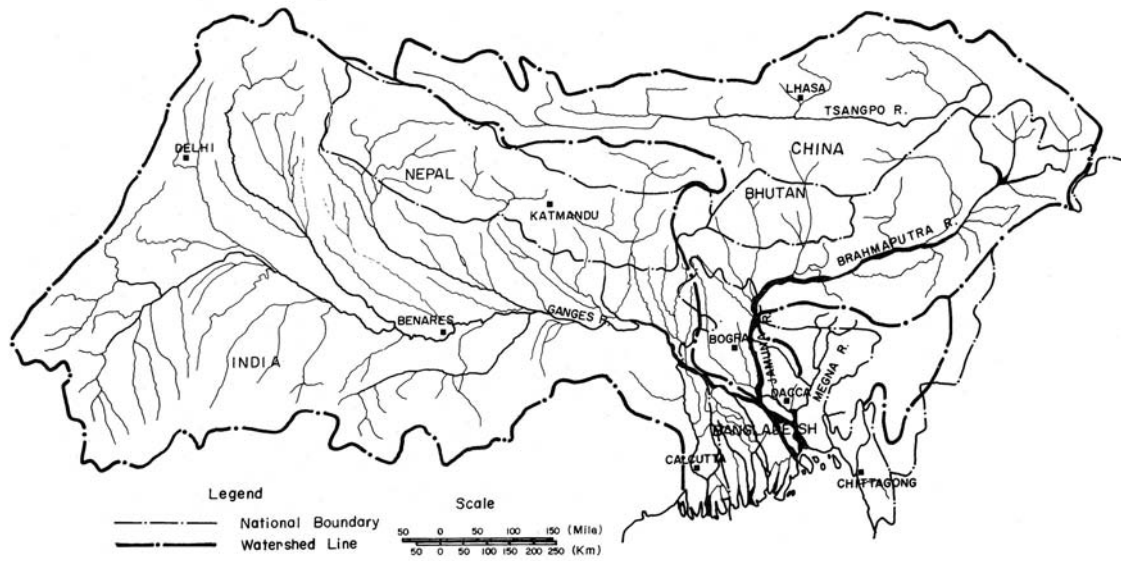 LHASA
TSANGPO R.
DELHI
CHINA
NEPAL
BHUTAN
KATMANDU
BRAHMAPUTRA R.
GANGES R.
BENARES
BOGRA
JAMUNA R.
MEGNA R.
INDIA
DACCA
BANGLADESH
CALCUTTA
CHITTAGONG
Legend
National Boundary
Watershed Line
Scale
50 0 50 100 150 (Mile)
50 0 50 100 150 200 250 (Km)